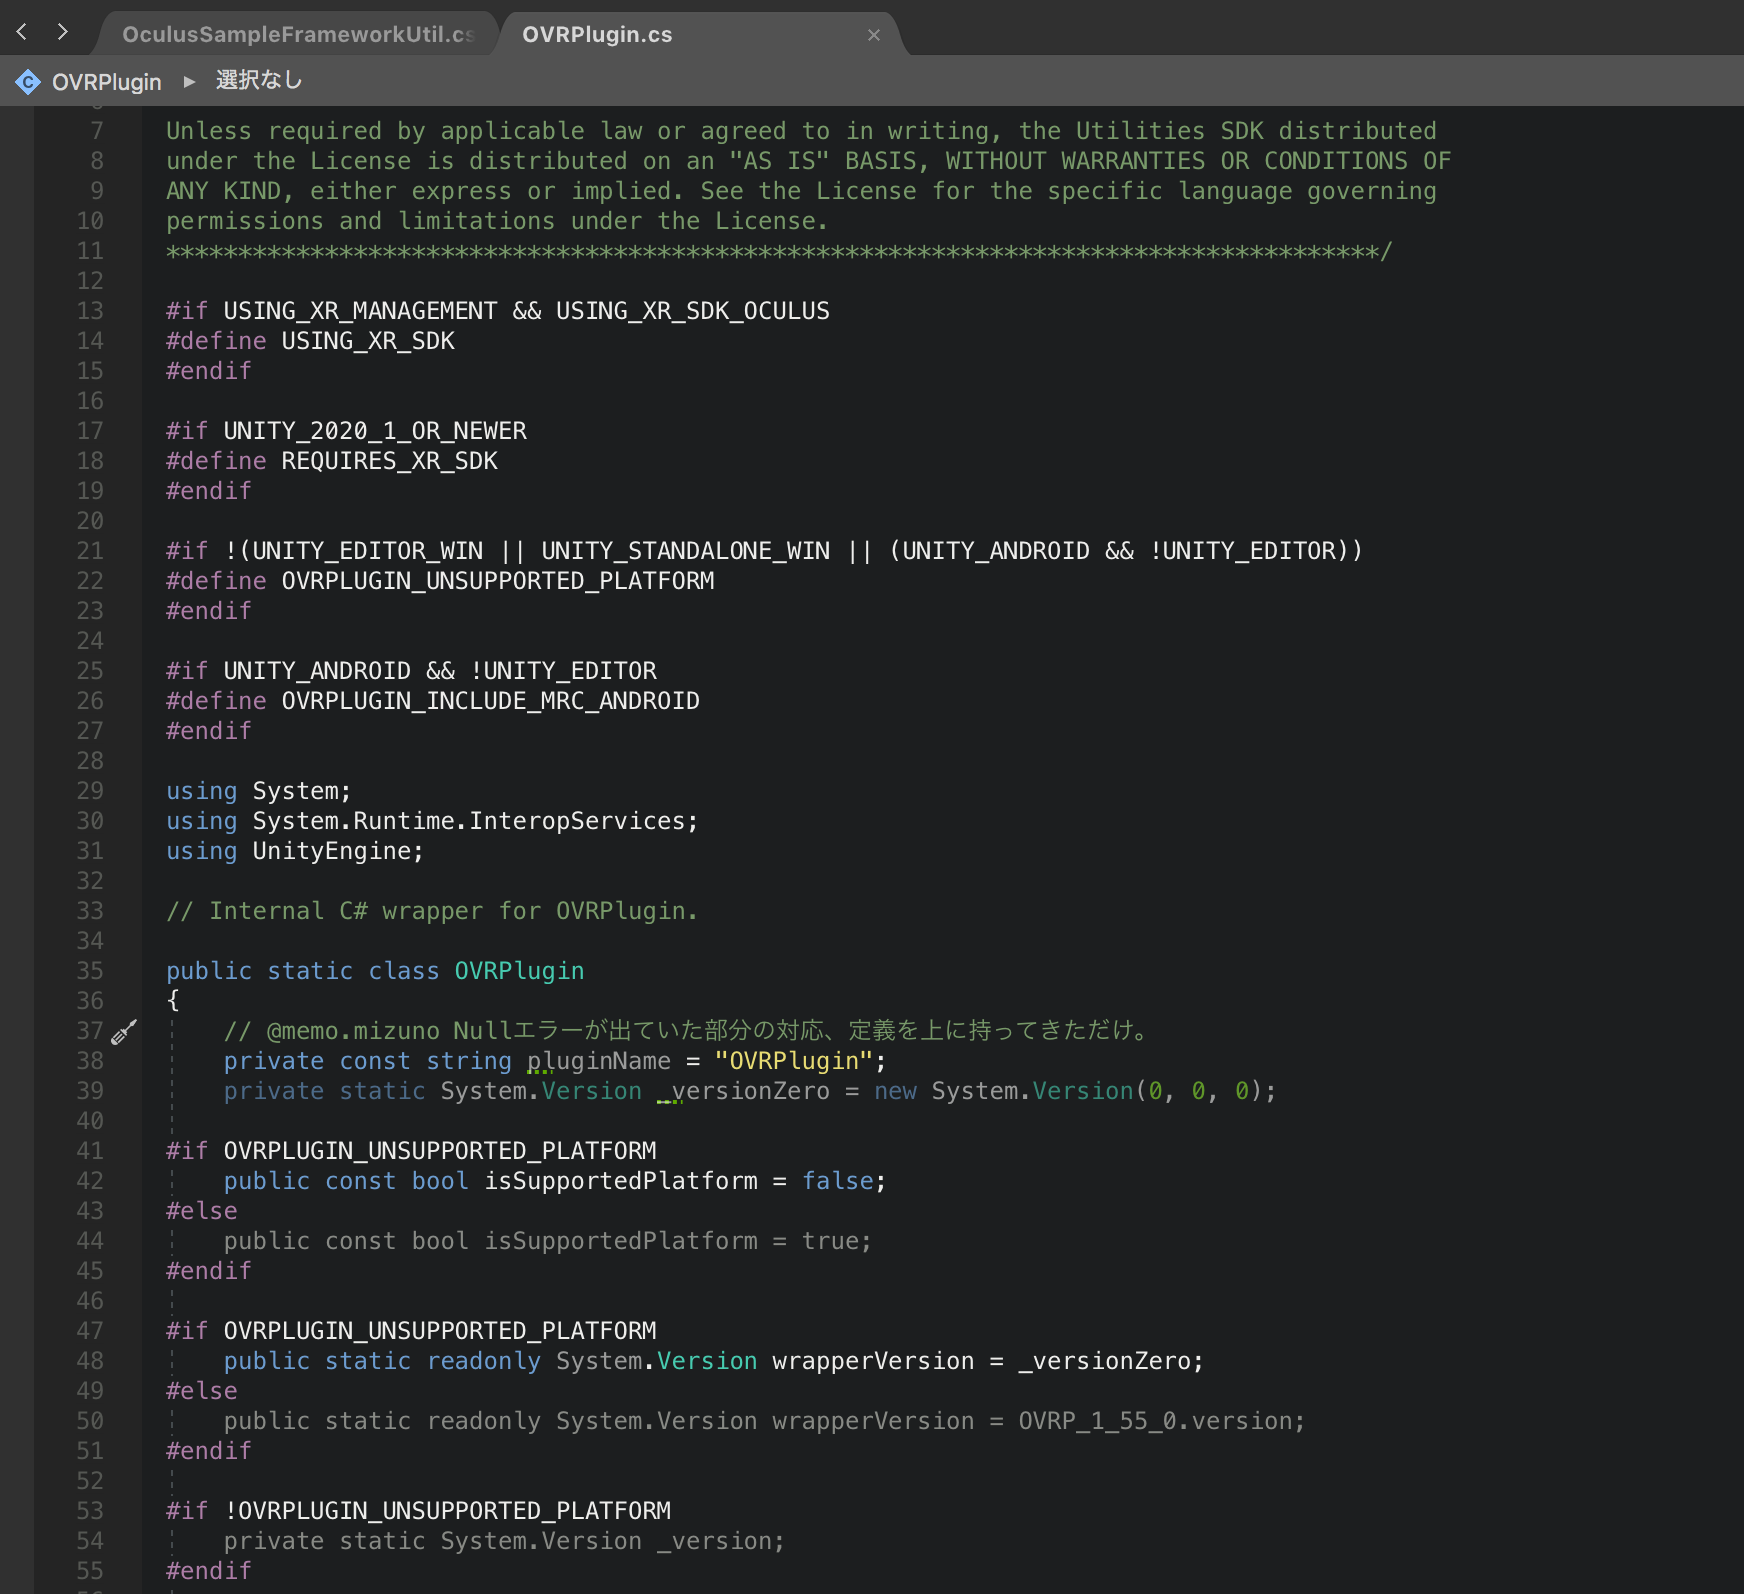 OculusSampleFrameworkUtil.cs
OVRPlugin.cs
OVRPlugin ▶ 選択なし
7 Unless required by applicable law or agreed to in writing, the Utilities SDK distributed
8 under the License is distributed on an "AS IS" BASIS, WITHOUT WARRANTIES OR CONDITIONS OF
9 ANY KIND, either express or implied. See the License for the specific language governing
10 permissions and limitations under the License.
11 ************************************************************************************/
12
13 #if USING_XR_MANAGEMENT && USING_XR_SDK_OCULUS
14 #define USING_XR_SDK
15 #endif
16
17 #if UNITY_2020_1_OR_NEWER
18 #define REQUIRES_XR_SDK
19 #endif
20
21 #if !(UNITY_EDITOR_WIN || UNITY_STANDALONE_WIN || (UNITY_ANDROID && !UNITY_EDITOR))
22 #define OVRPLUGIN_UNSUPPORTED_PLATFORM
23 #endif
24
25 #if UNITY_ANDROID && !UNITY_EDITOR
26 #define OVRPLUGIN_INCLUDE_MRC_ANDROID
27 #endif
28
29 using System;
30 using System.Runtime.InteropServices;
31 using UnityEngine;
32
33 // Internal C# wrapper for OVRPlugin.
34
35 public static class OVRPlugin
36 {
37 // @memo.mizuno Nullエラーが出ていた部分の対応、定義を上に持ってきただけ。
38 private const string pluginName = "OVRPlugin";
39 private static System.Version _versionZero = new System.Version(0, 0, 0);
40
41 #if OVRPLUGIN_UNSUPPORTED_PLATFORM
42 public const bool isSupportedPlatform = false;
43 #else
44 public const bool isSupportedPlatform = true;
45 #endif
46
47 #if OVRPLUGIN_UNSUPPORTED_PLATFORM
48 public static readonly System.Version wrapperVersion = _versionZero;
49 #else
50 public static readonly System.Version wrapperVersion = OVRP_1_55_0.version;
51 #endif
52
53 #if !OVRPLUGIN_UNSUPPORTED_PLATFORM
54 private static System.Version _version;
55 #endif